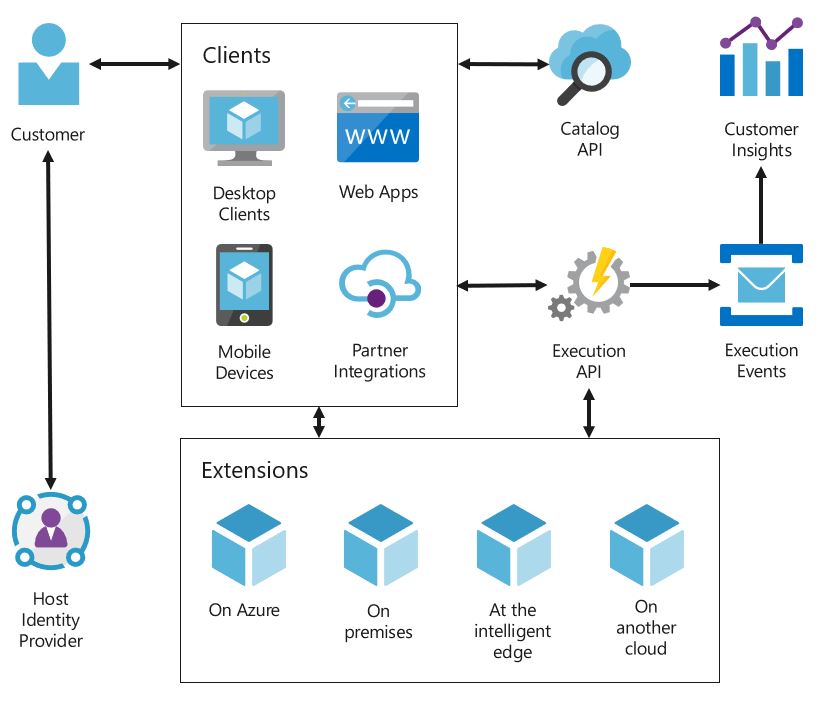 Customer
Clients
Desktop
Clients
WWW
Web Apps
Mobile
Devices
Partner
Integrations
Catalog
API
Customer
Insights
Execution
API
Execution
Events
Host
Identity
Provider
Extensions
On Azure
On
premises
At the
intelligent
edge
On
another
cloud